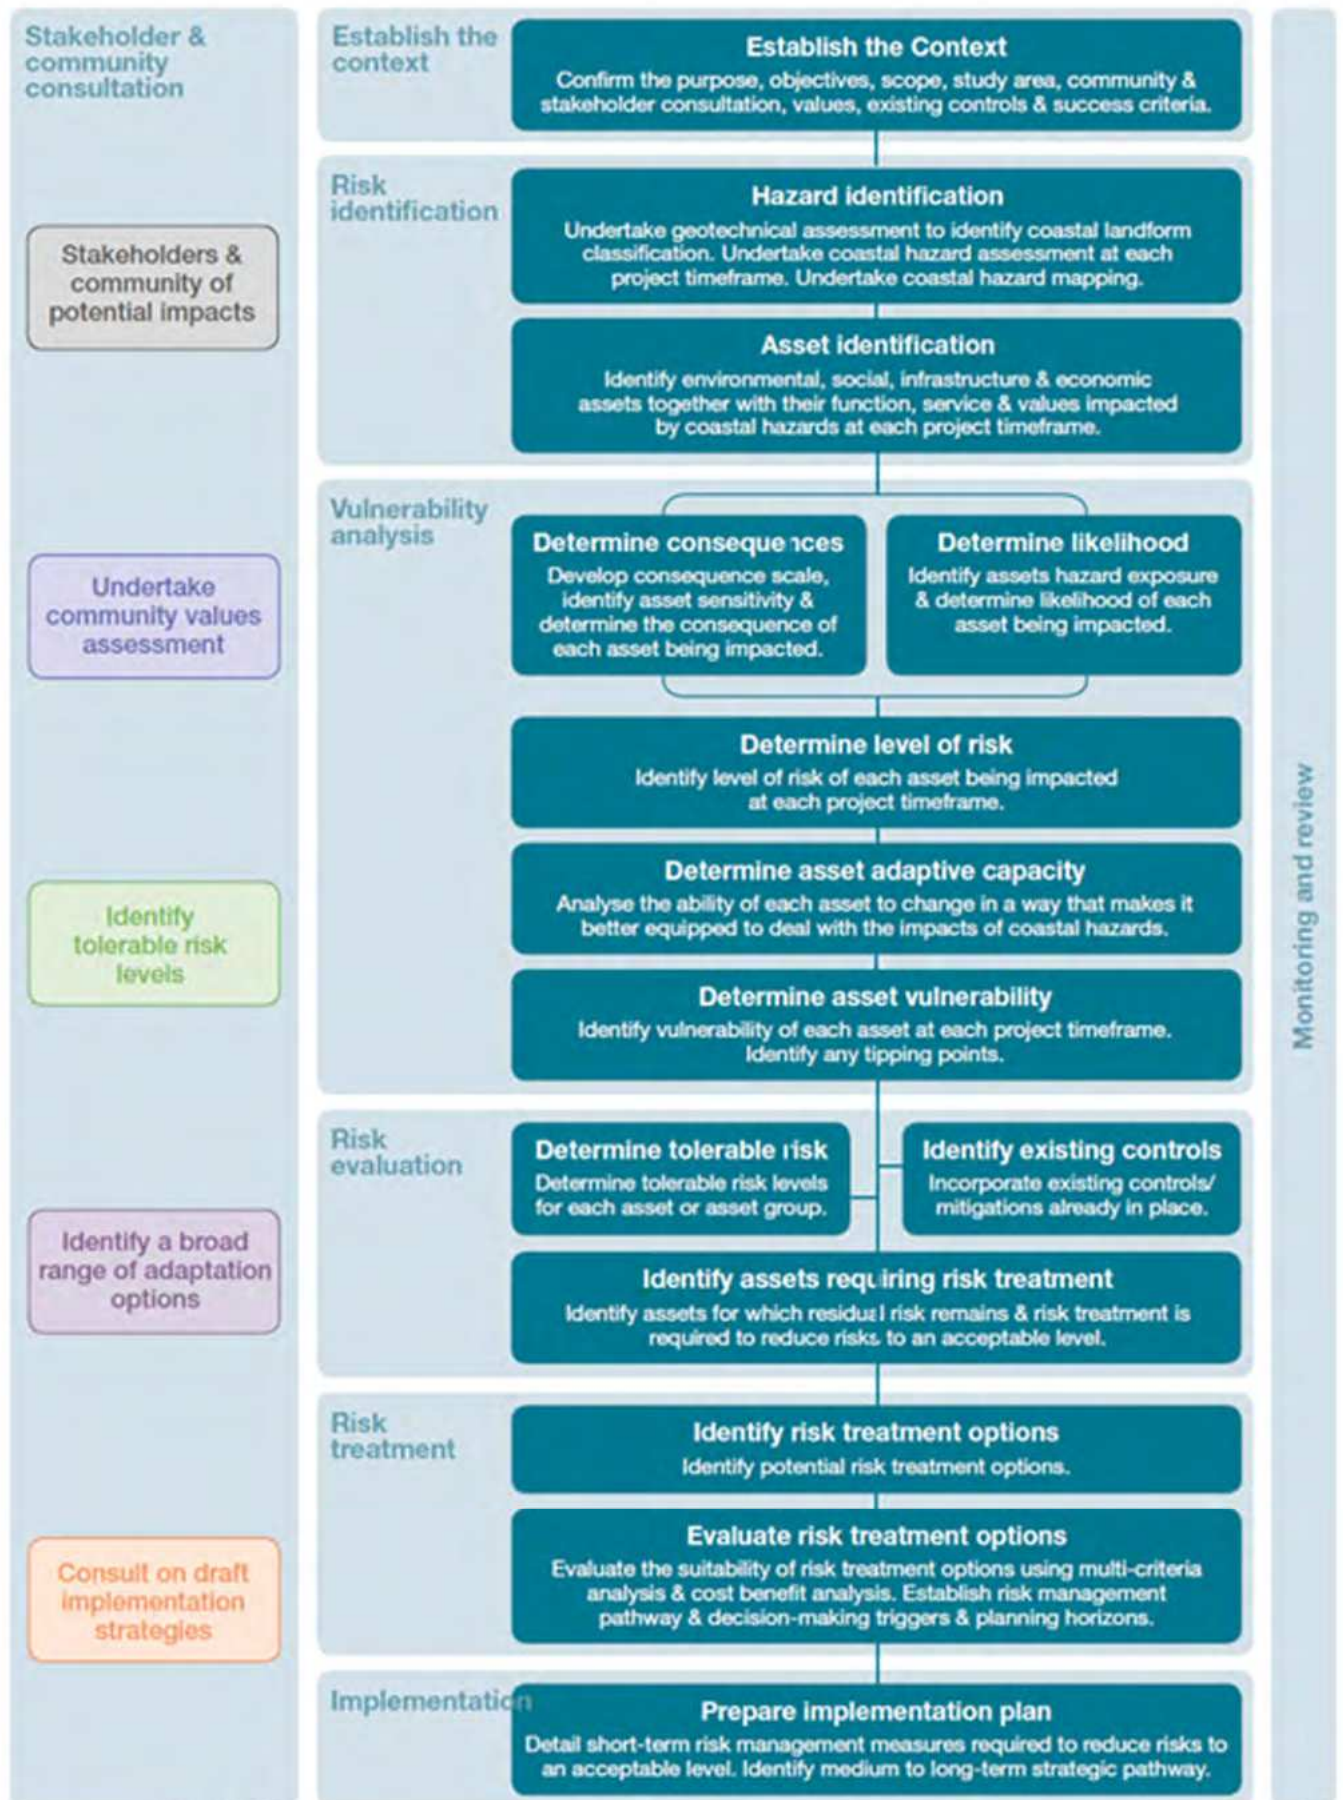 Stakeholder &
community
consultation
Stakeholders &
community of
potential impacts
Undertake
community values
assessment
Identify
tolerable risk
levels
Identify a broad
range of adaptation
options
Consult on draft
implementation
strategies
Establish the
context
Establish the Context
Confirm the purpose, objectives, scope, study area, community &
stakeholder consultation, values, existing controls & success criteria.
Risk
identification
Hazard identification
Undertake geotechnical assessment to identify coastal landform
classification. Undertake coastal hazard assessment at each
project timeframe. Undertake coastal hazard mapping.
Asset identification
Identify environmental, social, infrastructure & economic
assets together with their function, service & values impacted
by coastal hazards at each project timeframe.
Vulnerability
analysis
Determine consequences
Develop consequence scale,
identify asset sensitivity &
determine the consequence of
each asset being impacted.
Determine likelihood
Identify assets hazard exposure
& determine likelihood of each
asset being impacted.
Determine level of risk
Identify level of risk of each asset being impacted
at each project timeframe.
Determine asset adaptive capacity
Analyse the ability of each asset to change in a way that makes it
better equipped to deal with the impacts of coastal hazards.
Determine asset vulnerability
Identify vulnerability of each asset at each project timeframe.
Identify any tipping points.
Risk
evaluation
Determine tolerable risk
Determine tolerable risk levels
for each asset or asset group.
Identify existing controls
Incorporate existing controls/
mitigations already in place.
Identify assets requiring risk treatment
Identify assets for which residual risk remains & risk treatment is
required to reduce risks to an acceptable level.
Risk
treatment
Identify risk treatment options
Identify potential risk treatment options.
Evaluate risk treatment options
Evaluate the suitability of risk treatment options using multi-criteria
analysis & cost benefit analysis. Establish risk management
pathway & decision-making triggers & planning horizons.
Implementation
Prepare implementation plan
Detail short-term risk management measures required to reduce risks to
an acceptable level. Identify medium to long-term strategic pathway.
Monitoring and review